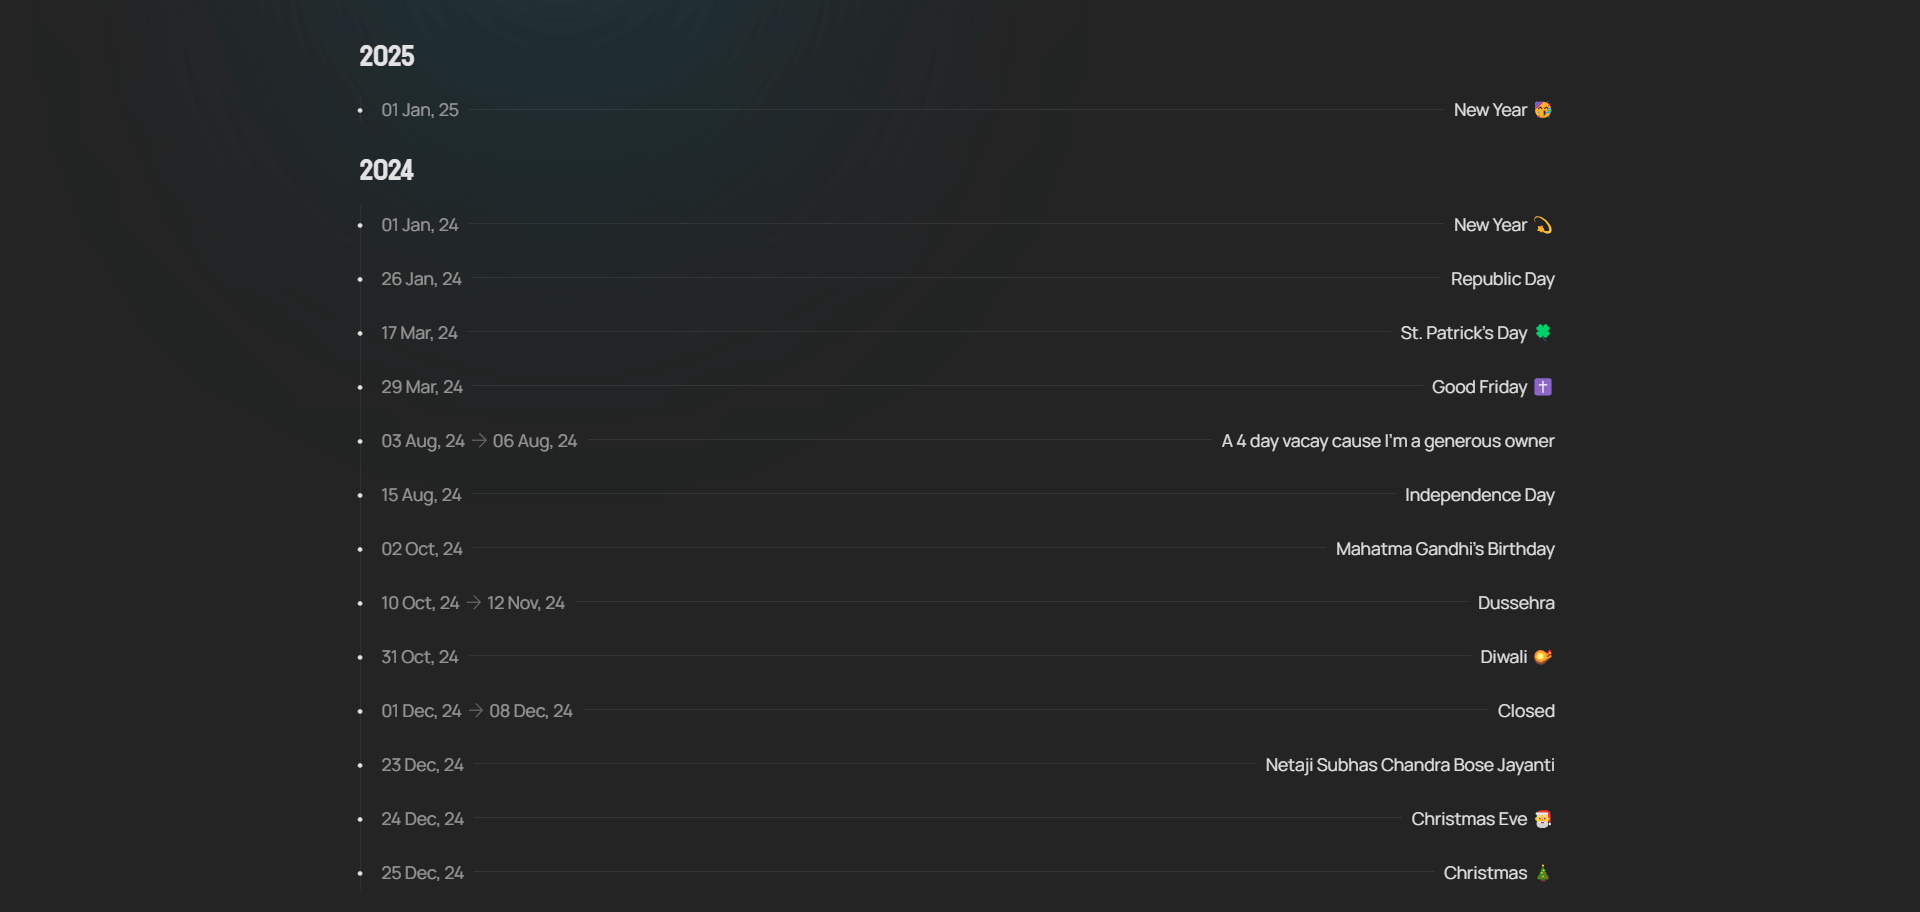 2025
01 Jan, 25 New Year 🥳
2024
01 Jan, 24 New Year 💫
26 Jan, 24 Republic Day
17 Mar, 24 St. Patrick's Day 🍀
29 Mar, 24 Good Friday ✝️
03 Aug, 24 → 06 Aug, 24 A 4 day vacay cause I'm a generous owner
15 Aug, 24 Independence Day
02 Oct, 24 Mahatma Gandhi's Birthday
10 Oct, 24 → 12 Nov, 24 Dussehra
31 Oct, 24 Diwali 🪔
01 Dec, 24 → 08 Dec, 24 Closed
23 Dec, 24 Netaji Subhas Chandra Bose Jayanti
24 Dec, 24 Christmas Eve 🎅
25 Dec, 24 Christmas 🎄